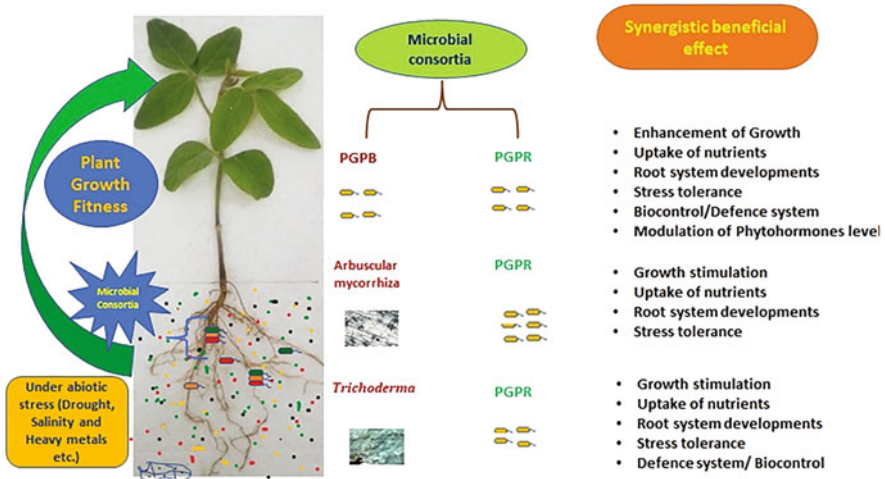 Plant
Growth
Fitness
Microbial
Consortia
Under abiotic
stress (Drought,
Salinity and
Heavy metals
etc.)
Microbial
consortia
PGPB
PGPR
Arbuscular
mycorrhiza
PGPR
Trichoderma
PGPR
Synergistic beneficial
effect
• Enhancement of Growth
• Uptake of nutrients
• Root system developments
• Stress tolerance
• Biocontrol/Defence system
• Modulation of Phytohormones level
• Growth stimulation
• Uptake of nutrients
• Root system developments
• Stress tolerance
• Growth stimulation
• Uptake of nutrients
• Root system developments
• Stress tolerance
• Defence system/ Biocontrol